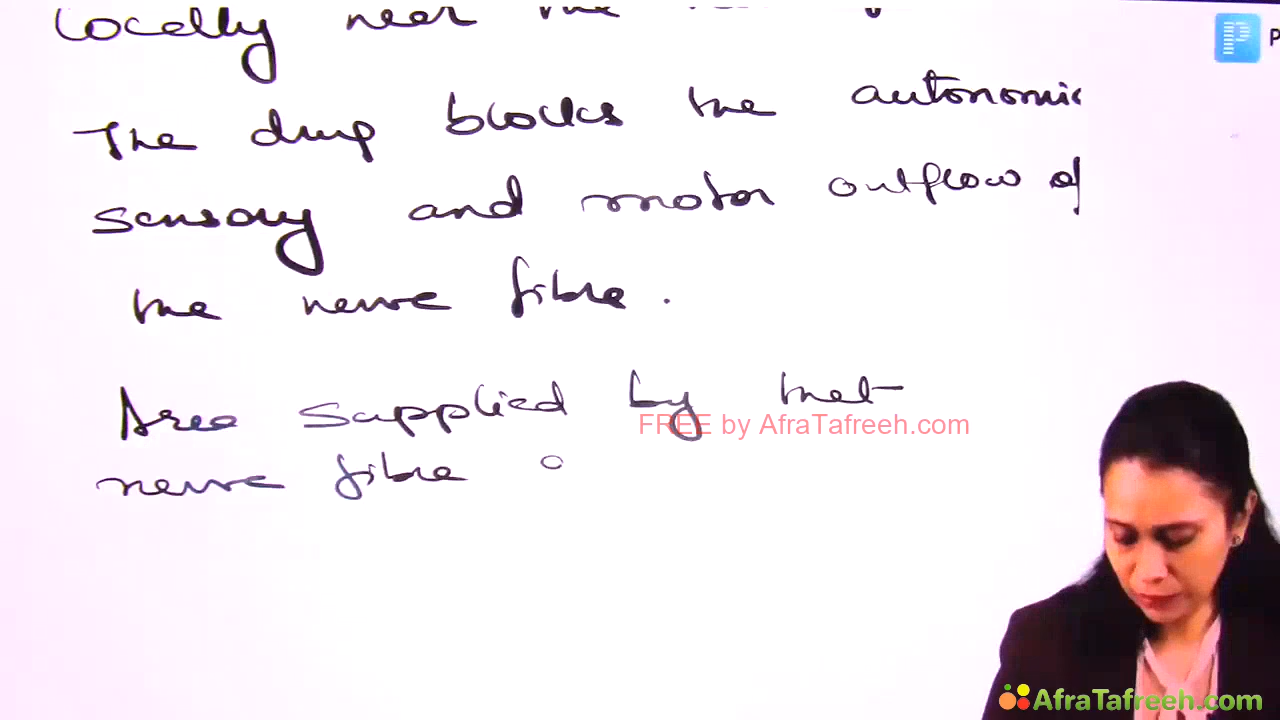 locally near the
P
The drug blocks the autonomic
sensory and motor outflow of
the nerve fibre.
Area supplied by that
FREE by AfraTafreeh.com
nerve fibre
AfraTafreeh.com